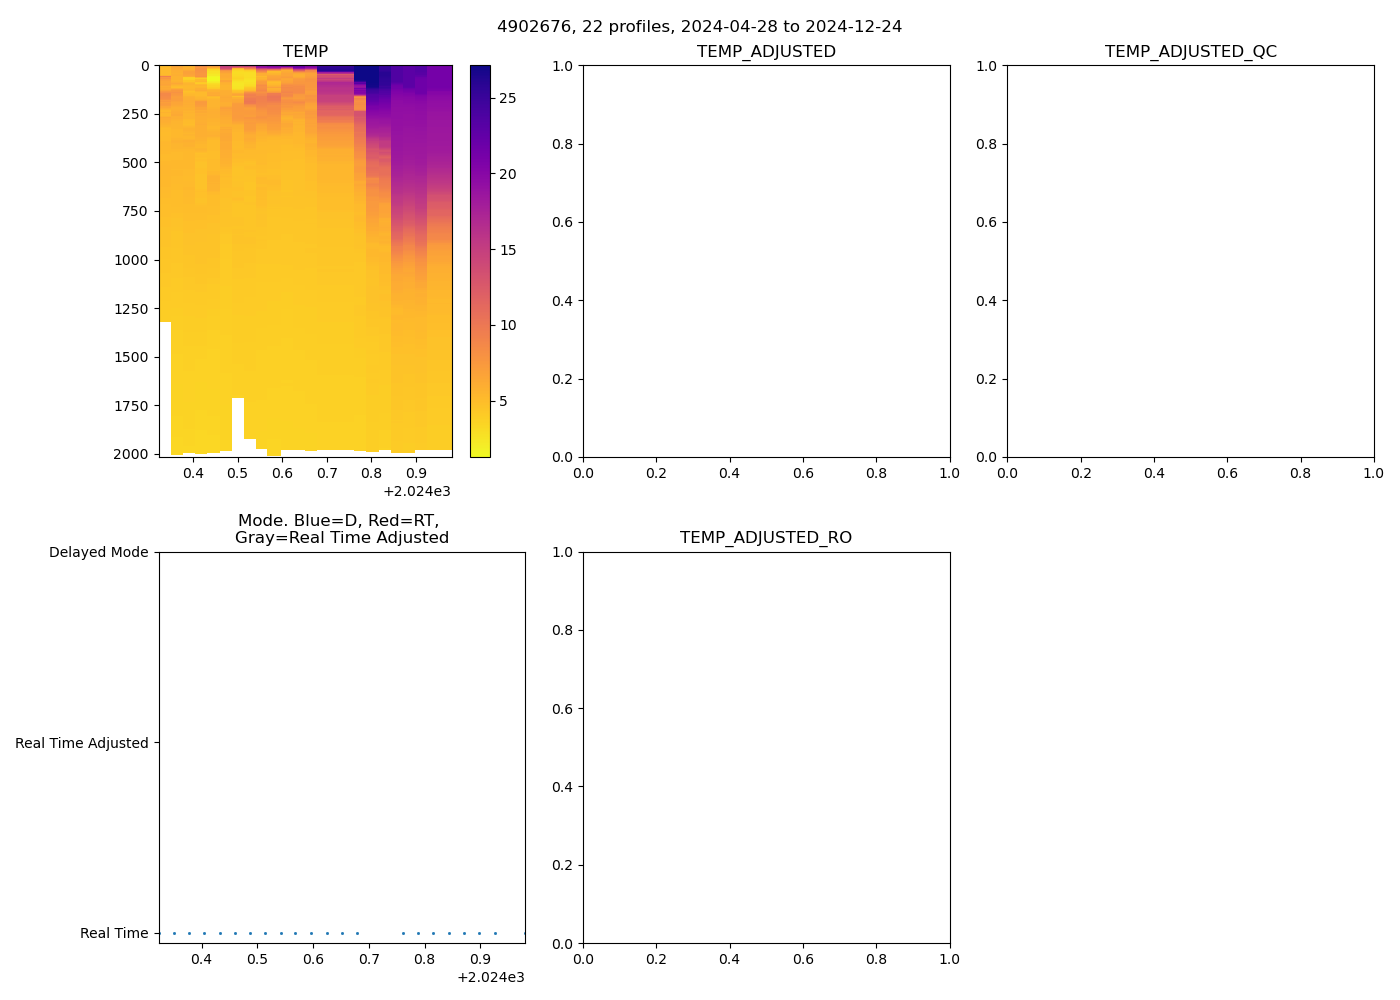 4902676, 22 profiles, 2024-04-28 to 2024-12-24
TEMP
0
250
500
750
1000
1250
1500
1750
2000
0.4 0.5 0.6 0.7 0.8 0.9
+2.024e3
25
20
15
10
5
TEMP_ADJUSTED
1.0
0.8
0.6
0.4
0.2
0.0
0.0 0.2 0.4 0.6 0.8 1.0
TEMP_ADJUSTED_QC
1.0
0.8
0.6
0.4
0.2
0.0
0.0 0.2 0.4 0.6 0.8 1.0
Mode. Blue=D, Red=RT,
Gray=Real Time Adjusted
Delayed Mode
Real Time Adjusted
Real Time
0.4 0.5 0.6 0.7 0.8 0.9
+2.024e3
TEMP_ADJUSTED_RO
1.0
0.8
0.6
0.4
0.2
0.0
0.0 0.2 0.4 0.6 0.8 1.0